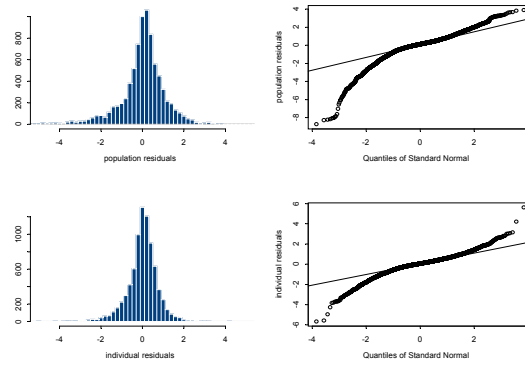 0 200 400 600 800
-4 -2 0 2 4
population residuals
-8 -6 -4 -2 0 2 4
population residuals
-4 -2 0 2 4
Quantiles of Standard Normal
0 200 600 1000
-4 -2 0 2 4
individual residuals
-6 -4 -2 0 2 4 6
individual residuals
-4 -2 0 2 4
Quantiles of Standard Normal